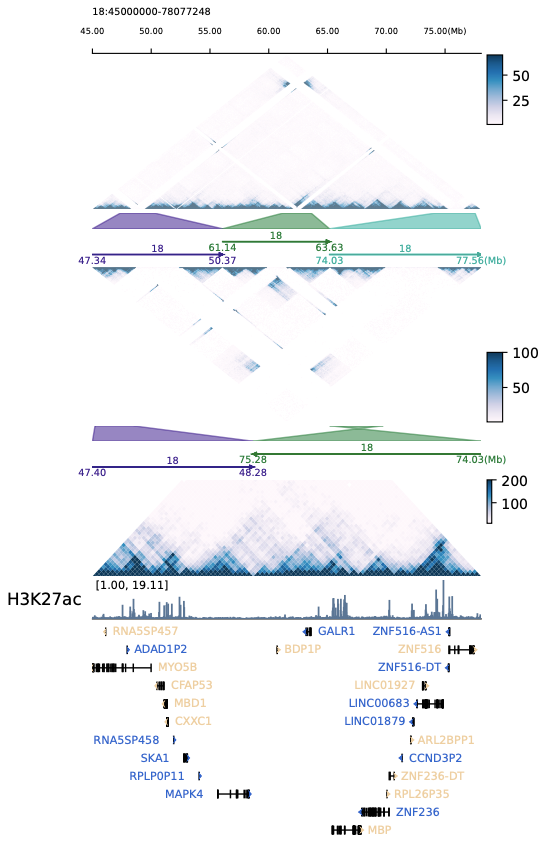 18:45000000-78077248
45.00 50.00 55.00 60.00 65.00 70.00 75.00(Mb)
50
25
18
18 61.14 63.63 18
47.34 50.37 74.03 77.56(Mb)
100
50
18
18 75.28 74.03(Mb)
47.40 48.28
200
100
[1.00, 19.11]
H3K27ac
RNA5SP457 GALR1 ZNF516-AS1
ADAD1P2 BDP1P ZNF516
MYO5B ZNF516-DT
CFAP53 LINC01927
MBD1 LINC00683
CXXC1 LINC01879
RNA5SP458 ARL2BPP1
SKA1 CCND3P2
RPLP0P11 ZNF236-DT
MAPK4 RPL26P35
ZNF236
MBP